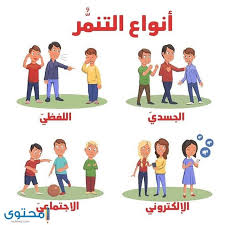 أنواع التنمُّر
الجسديَ
اللفظيَ
الإلكتروني
الاجتماعيَ
محتوى